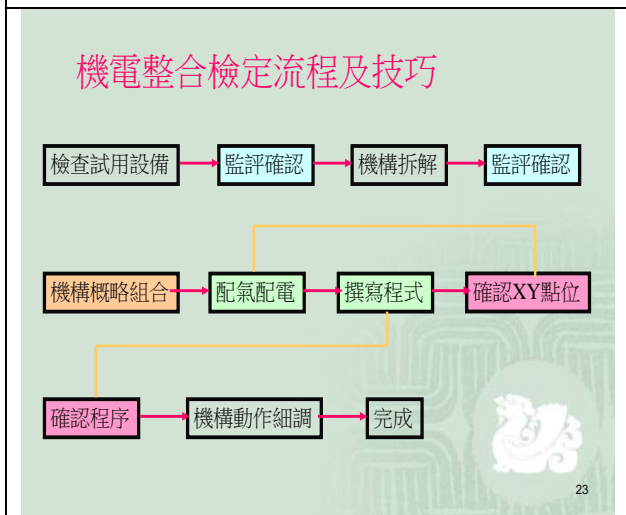 機電整合檢定流程及技巧
檢查試用設備 監評確認 機構拆解 監評確認
機構概略組合 配氣配電 撰寫程式 確認XY點位
確認程序 機構動作細調 完成
23